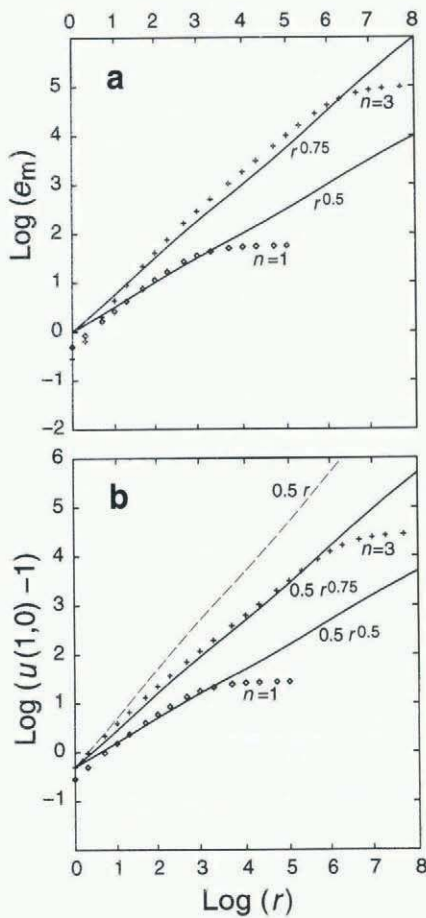 0 1 2 3 4 5 6 7 8
a
5
4
3
2
1
0
−1
−2
Log (e_m)
n=3
r^0.75
r^0.5
n=1
6
5
4
3
2
1
0
−1
b
Log (u(1,0) −1)
0.5 r
n=3
0.5 r^0.75
0.5 r^0.5
n=1
0 1 2 3 4 5 6 7 8
Log (r)